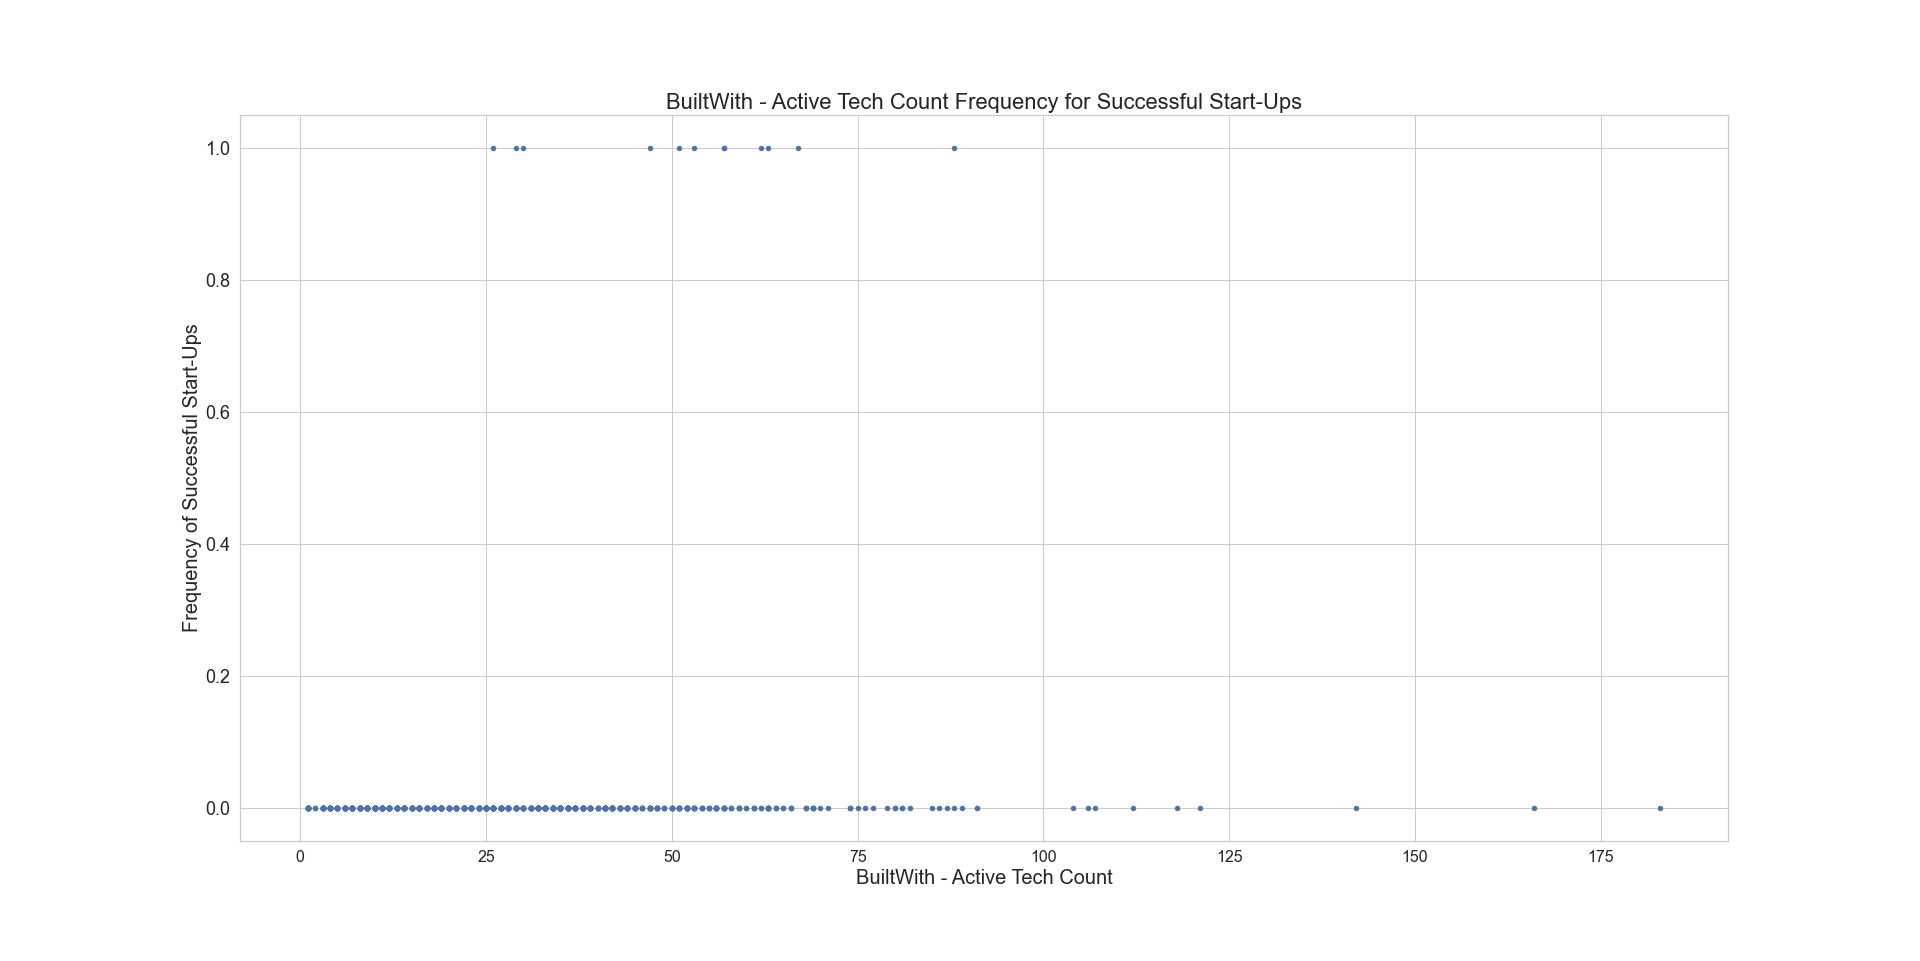 BuiltWith - Active Tech Count Frequency for Successful Start-Ups
Frequency of Successful Start-Ups
1.0
0.8
0.6
0.4
0.2
0.0
0 25 50 75 100 125 150 175
BuiltWith - Active Tech Count